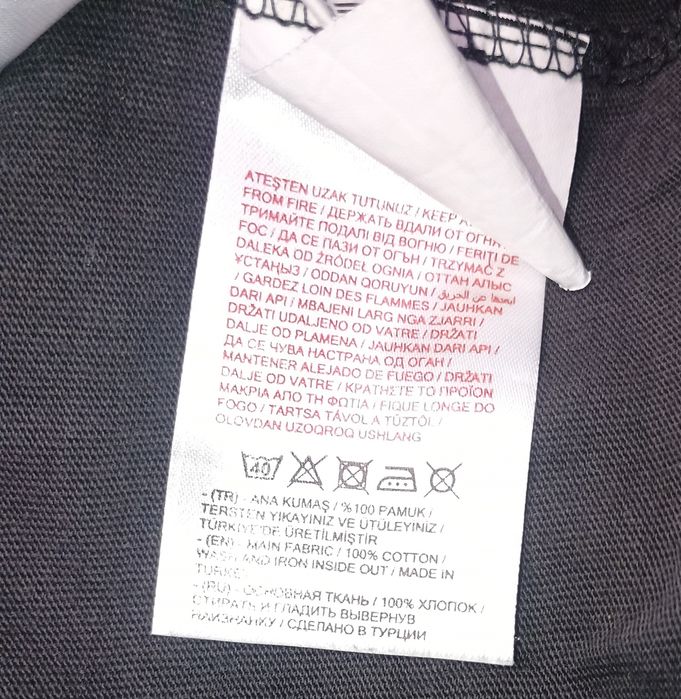 ATEŞTEN UZAK TUTUNUZ / KEEP
FROM FIRE / ДЕРЖАТЬ ВДАЛИ ОТ ОГНЯ
ТРИМАЙТЕ ПОДАЛІ ВІД ВОГНЮ / FERIȚI DE
FOC / ДА СЕ ПАЗИ ОТ ОГЪН / TRZYMAĆ Z
DALEKA OD ŹRÓDEŁ OGNIA / ОТТАН АЛЫС
ҰСТАҢЫЗ / ODDAN QORUYUN / ابعدها عن الحريق
/ GARDEZ LOIN DES FLAMMES / JAUHKAN
DARI API / MBAJENI LARG NGA ZJARRI /
DRŽATI UDALJENO OD VATRE / DRŽATI
DALJE OD PLAMENA / JAUHKAN DARI API /
ДА СЕ ЧУВА НАСТРАНА ОД ОГАН /
MANTENER ALEJADO DE FUEGO / DRŽATI
DALJE OD VATRE / ΚΡΑΤΗΣΤΕ ΤΟ ΠΡΟΪΟΝ
ΜΑΚΡΙΑ ΑΠΟ ΤΗ ΦΩΤΙΑ / FIQUE LONGE DO
FOGO / TARTSA TÁVOL A TŰZTŐL /
OLOVDAN UZOQROQ USHLANG
40
- (TR) - ANA KUMAŞ / %100 PAMUK /
TERSTEN YIKAYINIZ VE ÜTÜLEYİNİZ /
TÜRKİYE'DE ÜRETİLMİŞTİR
- (EN) - MAIN FABRIC / 100% COTTON /
WASH AND IRON INSIDE OUT / MADE IN
TURKEY
- (RU) - ОСНОВНАЯ ТКАНЬ / 100% ХЛОПОК /
СТИРАТЬ И ГЛАДИТЬ ВЫВЕРНУВ
НАИЗНАНКУ / СДЕЛАНО В ТУРЦИИ